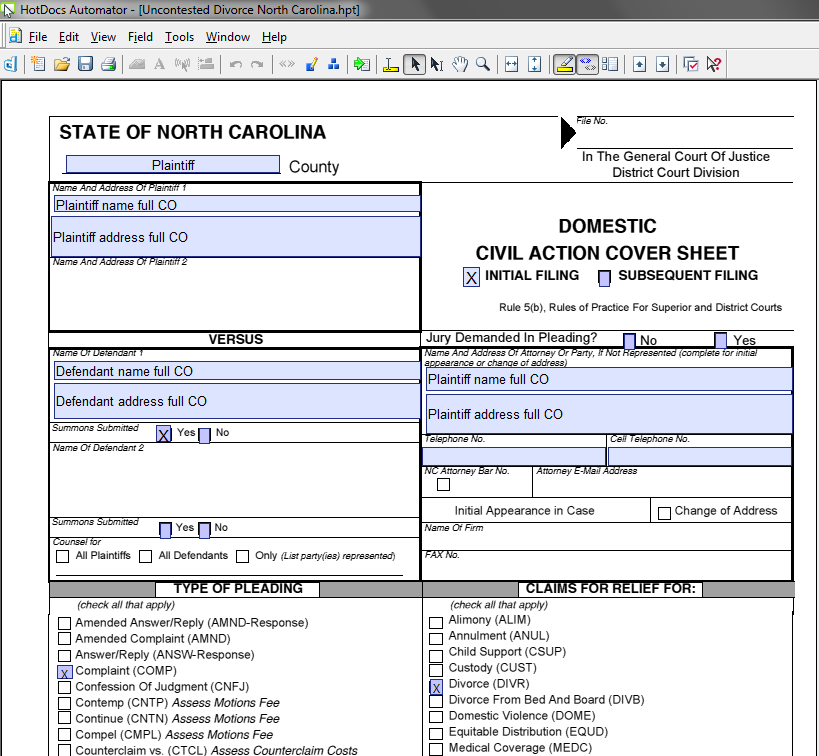 HotDocs Automator - [Uncontested Divorce North Carolina.hpt]
File Edit View Field Tools Window Help
STATE OF NORTH CAROLINA
File No.
Plaintiff County
In The General Court Of Justice
District Court Division
Name And Address Of Plaintiff 1
Plaintiff name full CO
Plaintiff address full CO
Name And Address Of Plaintiff 2
DOMESTIC
CIVIL ACTION COVER SHEET
X INITIAL FILING SUBSEQUENT FILING
Rule 5(b), Rules of Practice For Superior and District Courts
VERSUS
Jury Demanded In Pleading? No Yes
Name Of Defendant 1
Defendant name full CO
Defendant address full CO
Summons Submitted X Yes No
Name Of Defendant 2
Summons Submitted Yes No
Counsel for
All Plaintiffs All Defendants Only (List party(ies) represented)
Name And Address Of Attorney Or Party, If Not Represented (complete for initial
appearance or change of address)
Plaintiff name full CO
Plaintiff address full CO
Telephone No. Cell Telephone No.
NC Attorney Bar No. Attorney E-Mail Address
Initial Appearance in Case Change of Address
Name Of Firm
FAX No.
TYPE OF PLEADING
(check all that apply)
Amended Answer/Reply (AMND-Response)
Amended Complaint (AMND)
Answer/Reply (ANSW-Response)
X Complaint (COMP)
Confession Of Judgment (CNFJ)
Contemp (CNTP) Assess Motions Fee
Continue (CNTN) Assess Motions Fee
Compel (CMPL) Assess Motions Fee
Counterclaim vs. (CTCL) Assess Counterclaim Costs
CLAIMS FOR RELIEF FOR:
(check all that apply)
Alimony (ALIM)
Annulment (ANUL)
Child Support (CSUP)
Custody (CUST)
X Divorce (DIVR)
Divorce From Bed And Board (DIVB)
Domestic Violence (DOME)
Equitable Distribution (EQUD)
Medical Coverage (MEDC)